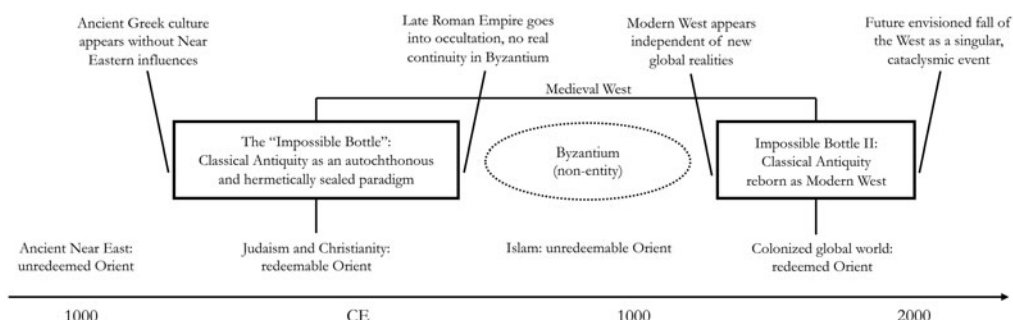 Ancient Greek culture
appears without Near
Eastern influences
Late Roman Empire goes
into occultation, no real
continuity in Byzantium
Modern West appears
independent of new
global realities
Future envisioned fall of
the West as a singular,
cataclysmic event
Medieval West
The “Impossible Bottle”:
Classical Antiquity as an autochthonous
and hermetically sealed paradigm
Byzantium
(non-entity)
Impossible Bottle II:
Classical Antiquity
reborn as Modern West
Ancient Near East:
unredeemed Orient
Judaism and Christianity:
redeemable Orient
Islam: unredeemable Orient
Colonized global world:
redeemed Orient
1000
CE
1000
2000